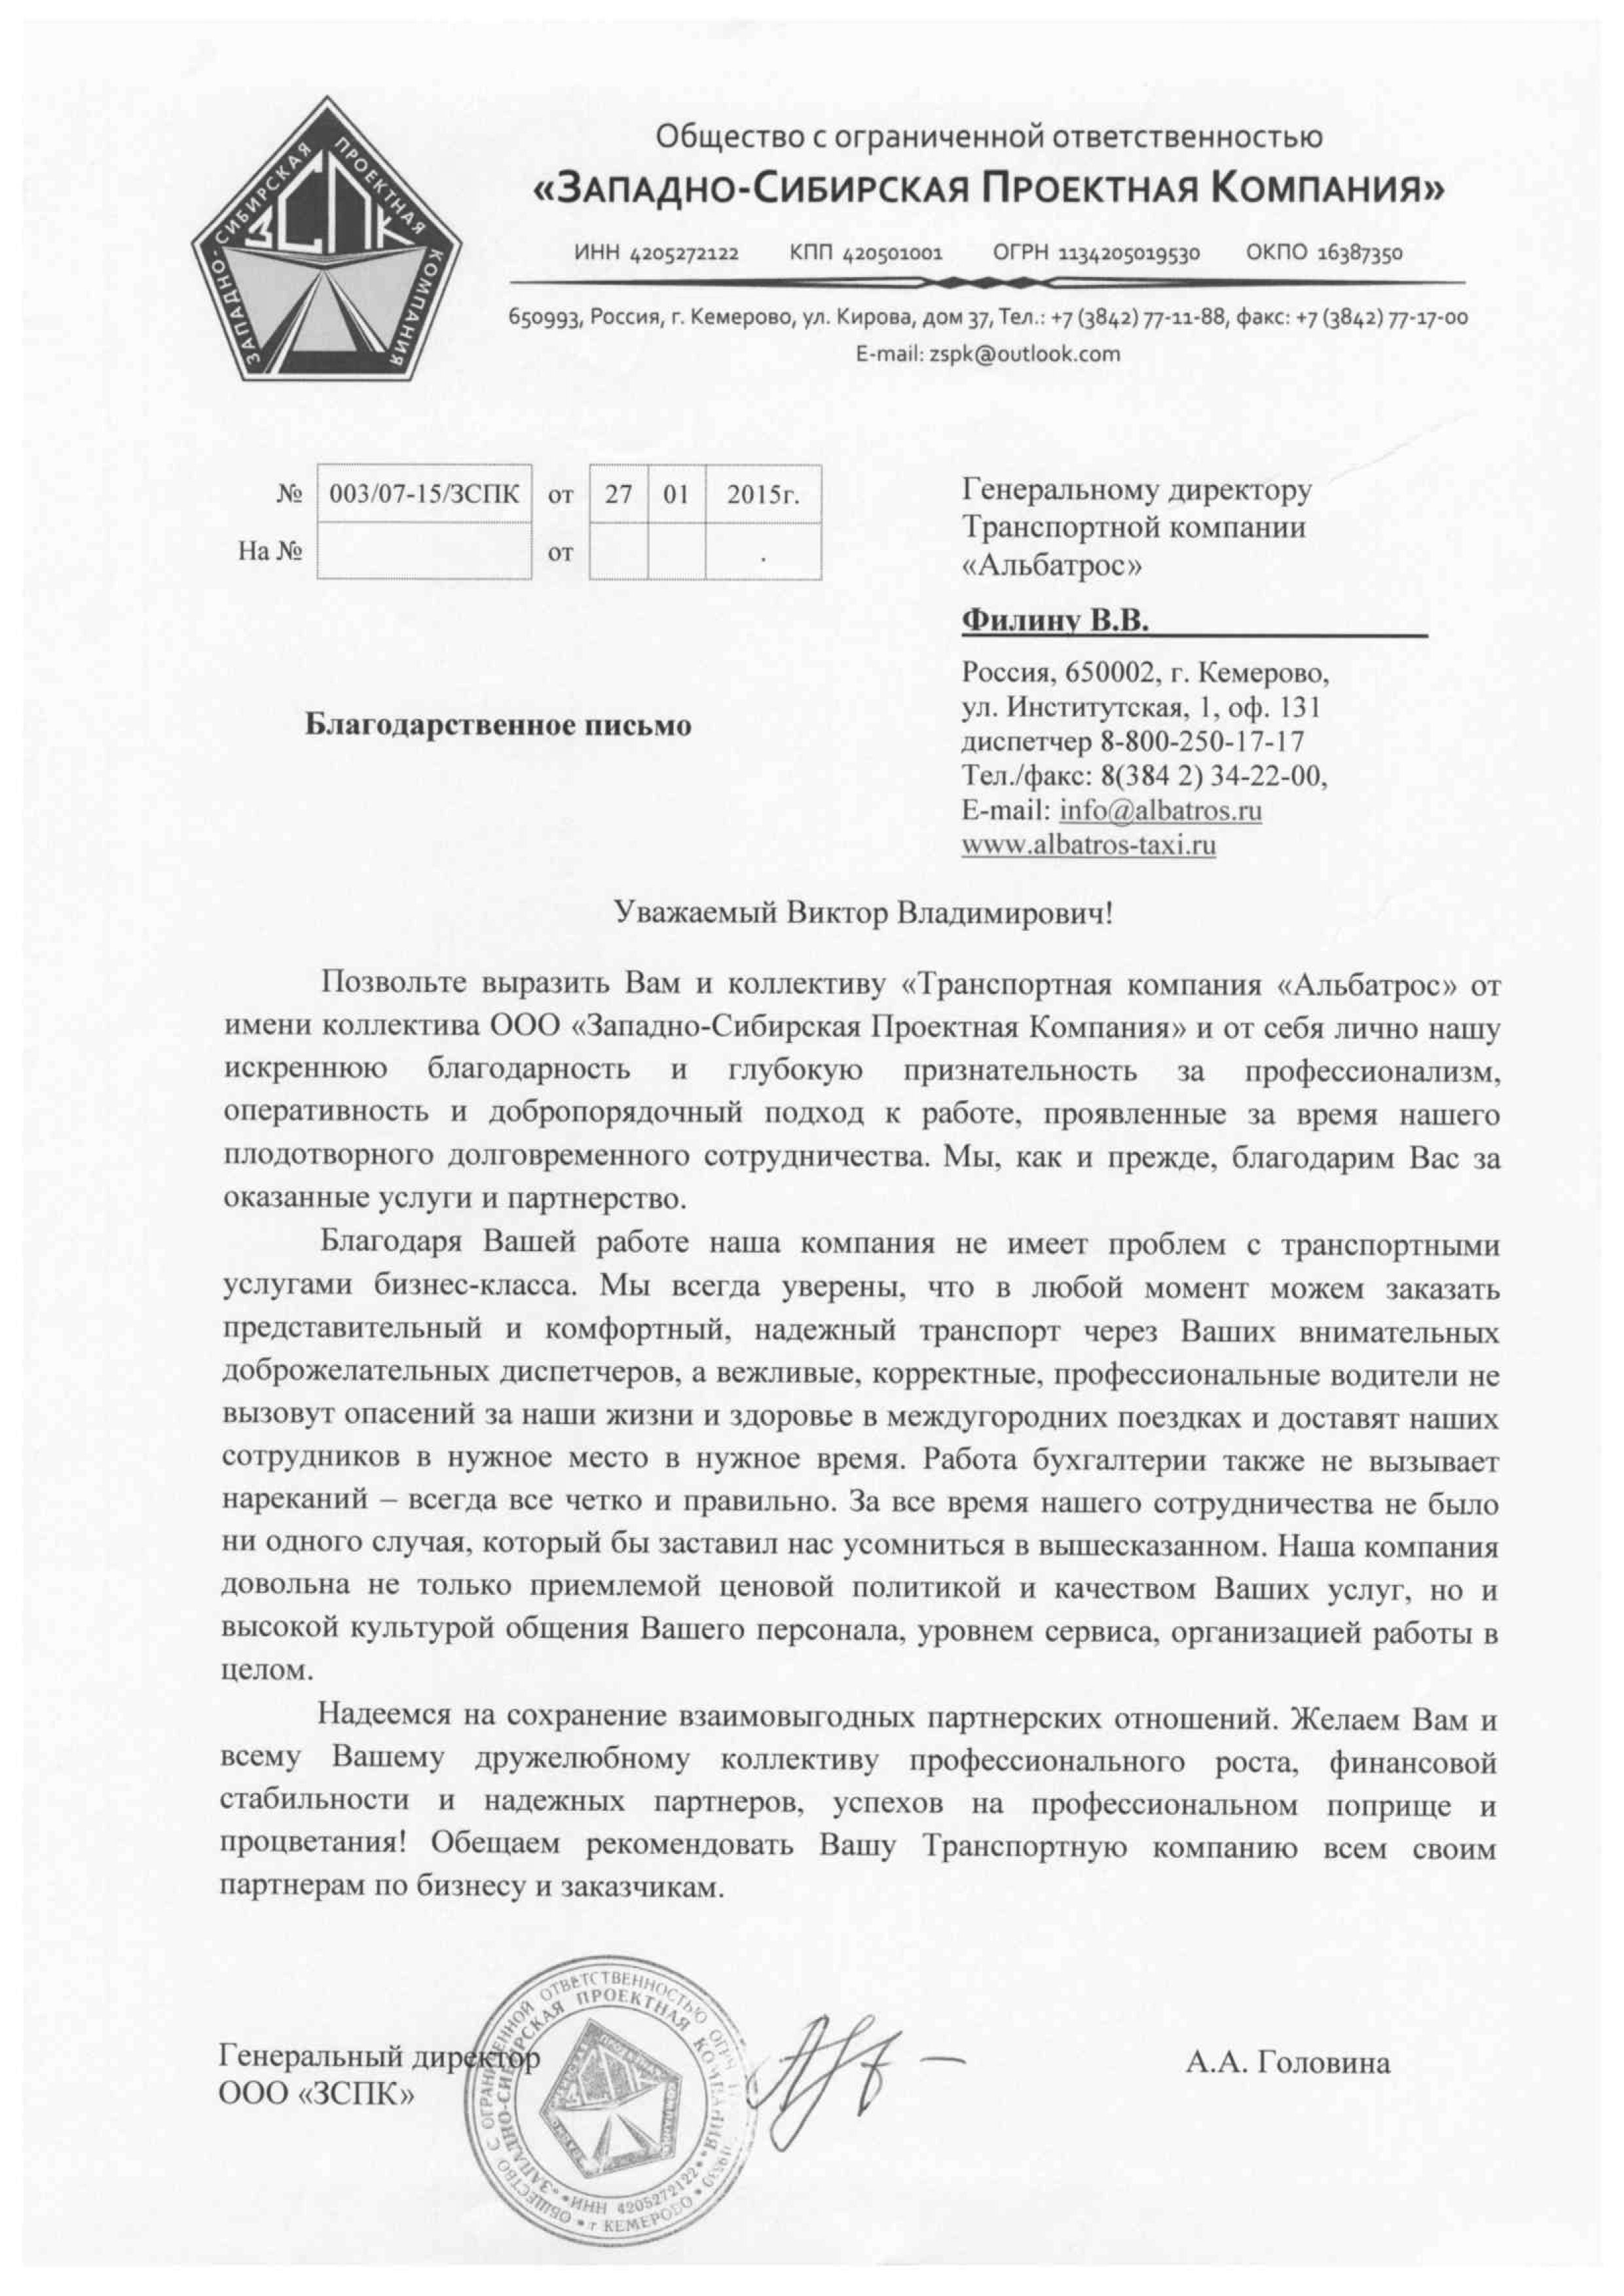 ЗАПАДНО-СИБИРСКАЯ ПРОЕКТНАЯ КОМПАНИЯ
ЗСПК
Общество с ограниченной ответственностью
«Западно-Сибирская Проектная Компания»
ИНН 4205272122 КПП 420501001 ОГРН 1134205019530 ОКПО 16387350
650993, Россия, г. Кемерово, ул. Кирова, дом 37, Тел.: +7 (3842) 77-11-88, факс: +7 (3842) 77-17-00
E-mail: zspk@outlook.com
№ 003/07-15/ЗСПК от 27 01 2015г.
На № от .
Генеральному директору
Транспортной компании
«Альбатрос»
Филину В.В.
Россия, 650002, г. Кемерово,
ул. Институтская, 1, оф. 131
диспетчер 8-800-250-17-17
Тел./факс: 8(384 2) 34-22-00,
E-mail: info@albatros.ru
www.albatros-taxi.ru
Благодарственное письмо
Уважаемый Виктор Владимирович!
Позвольте выразить Вам и коллективу «Транспортная компания «Альбатрос» от
имени коллектива ООО «Западно-Сибирская Проектная Компания» и от себя лично нашу
искреннюю благодарность и глубокую признательность за профессионализм,
оперативность и добропорядочный подход к работе, проявленные за время нашего
плодотворного долговременного сотрудничества. Мы, как и прежде, благодарим Вас за
оказанные услуги и партнерство.
Благодаря Вашей работе наша компания не имеет проблем с транспортными
услугами бизнес-класса. Мы всегда уверены, что в любой момент можем заказать
представительный и комфортный, надежный транспорт через Ваших внимательных
доброжелательных диспетчеров, а вежливые, корректные, профессиональные водители не
вызовут опасений за наши жизни и здоровье в междугородних поездках и доставят наших
сотрудников в нужное место в нужное время. Работа бухгалтерии также не вызывает
нареканий – всегда все четко и правильно. За все время нашего сотрудничества не было
ни одного случая, который бы заставил нас усомниться в вышесказанном. Наша компания
довольна не только приемлемой ценовой политикой и качеством Ваших услуг, но и
высокой культурой общения Вашего персонала, уровнем сервиса, организацией работы в
целом.
Надеемся на сохранение взаимовыгодных партнерских отношений. Желаем Вам и
всему Вашему дружелюбному коллективу профессионального роста, финансовой
стабильности и надежных партнеров, успехов на профессиональном поприще и
процветания! Обещаем рекомендовать Вашу Транспортную компанию всем своим
партнерам по бизнесу и заказчикам.
Генеральный директор
ООО «ЗСПК»
А.А. Головина
ОБЩЕСТВО С ОГРАНИЧЕННОЙ ОТВЕТСТВЕННОСТЬЮ ОГРН
г КЕМЕРОВО
«ЗАПАДНО-СИБИРСКАЯ ПРОЕКТНАЯ КОМПАНИЯ»
ИНН 4205272122